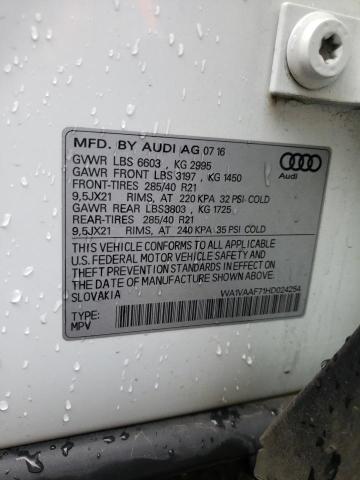 MFD. BY AUDI AG 07 16
GVWR LBS 6603 , KG 2995
GAWR FRONT LBS 3197 , KG 1450
FRONT-TIRES 285/40 R21
9,5JX21 RIMS, AT 220 KPA 32 PSI COLD
GAWR REAR LBS3803 , KG 1725
REAR-TIRES 285/40 R21
9,5JX21 RIMS, AT 240 KPA 35 PSI COLD
Audi
THIS VEHICLE CONFORMS TO ALL APPLICABLE
U.S. FEDERAL MOTOR VEHICLE SAFETY AND
THEFT PREVENTION STANDARDS IN EFFECT ON
THE DATE OF MANUFACTURE SHOWN ABOVE.
SLOVAKIA
WA1VAAF71HD024254
TYPE:
MPV